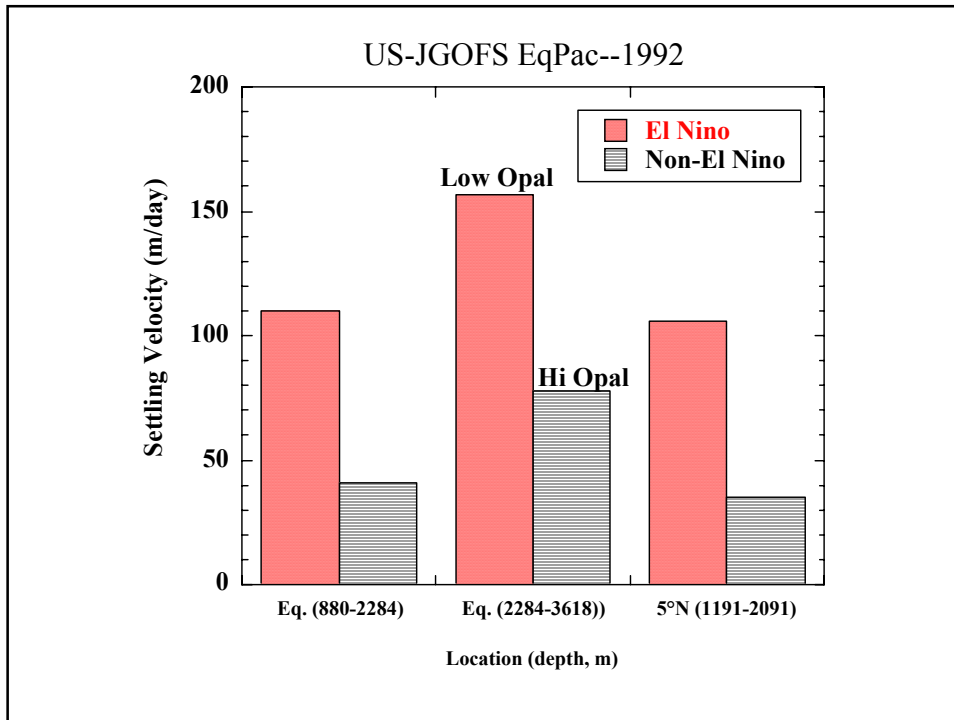 US-JGOFS EqPac--1992
200
150
100
50
0
Settling Velocity (m/day)
El Nino
Non-El Nino
Low Opal
Hi Opal
Eq. (880-2284)
Eq. (2284-3618))
5°N (1191-2091)
Location (depth, m)